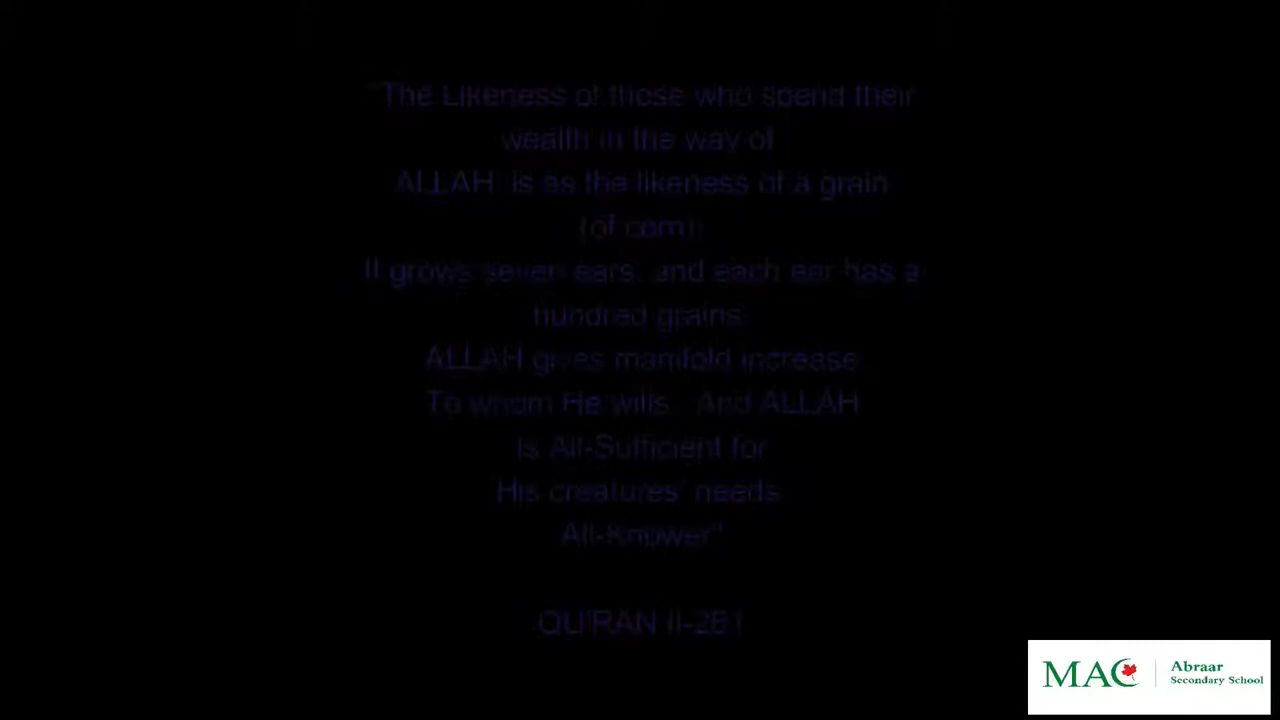 "The Likeness of those who spend their
wealth in the way of
ALLAH, is as the likeness of a grain
(of corn);
It grows seven ears, and each ear has a
hundred grains.
ALLAH gives manifold increase
To whom He wills. And ALLAH
is All-Sufficient for
His creatures' needs
All-Knower"
QU'RAN II-261
MAC
Abraar
Secondary School